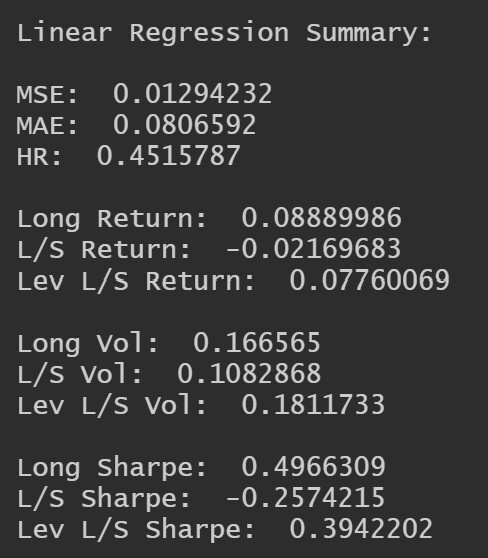 Linear Regression Summary:
MSE:  0.01294232
MAE:  0.0806592
HR:  0.4515787
Long Return:  0.08889986
L/S Return:  -0.02169683
Lev L/S Return:  0.07760069
Long Vol:  0.166565
L/S Vol:  0.1082868
Lev L/S Vol:  0.1811733
Long Sharpe:  0.4966309
L/S Sharpe:  -0.2574215
Lev L/S Sharpe:  0.3942202